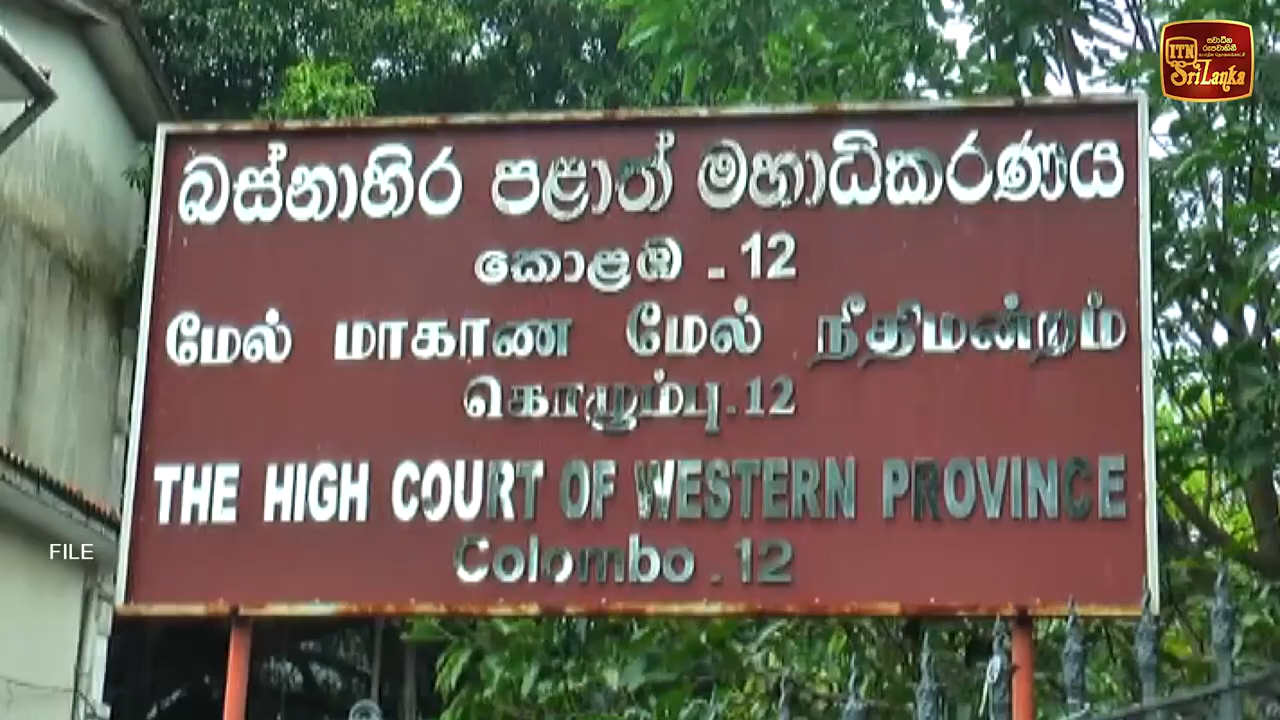 ITN
ස්වාධීන
රූපවාහිනී
Sri Lanka
බස්නාහිර පළාත් මහාධිකරණය
කොළඹ - 12
மேல் மாகாண மேல் நீதிமன்றம்
கொழும்பு.12
THE HIGH COURT OF WESTERN PROVINCE
Colombo . 12
FILE